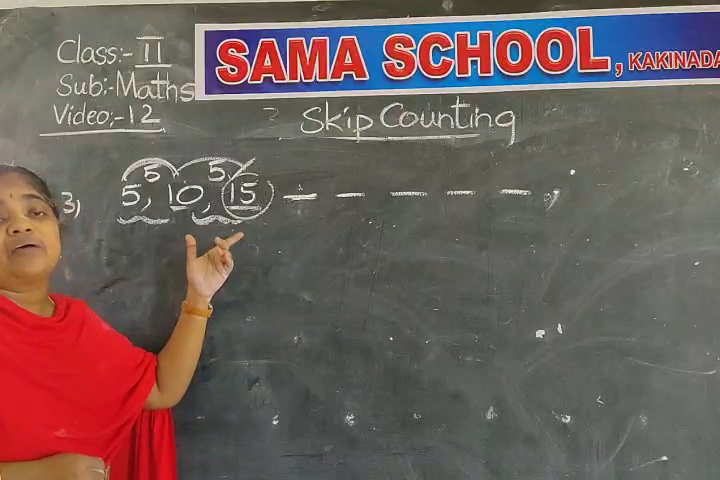 SAMA SCHOOL, KAKINADA
Class:- II
Sub:- Maths
Video:- 12
Skip Counting
5 5
3) 5, 10, 15 _ _ _ _ _